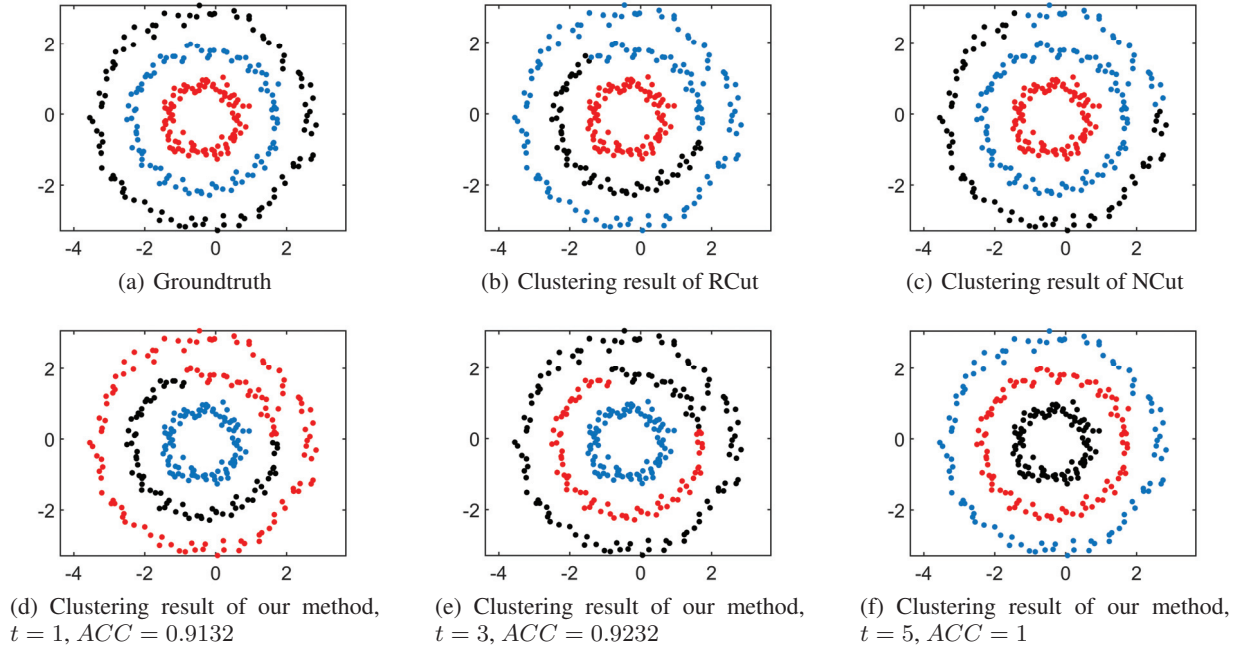 2
0
-2
-4 -2 0 2
(a) Groundtruth
2
0
-2
-4 -2 0 2
(b) Clustering result of RCut
2
0
-2
-4 -2 0 2
(c) Clustering result of NCut
2
0
-2
-4 -2 0 2
(d) Clustering result of our method,
t = 1, ACC = 0.9132
2
0
-2
-4 -2 0 2
(e) Clustering result of our method,
t = 3, ACC = 0.9232
2
0
-2
-4 -2 0 2
(f) Clustering result of our method,
t = 5, ACC = 1